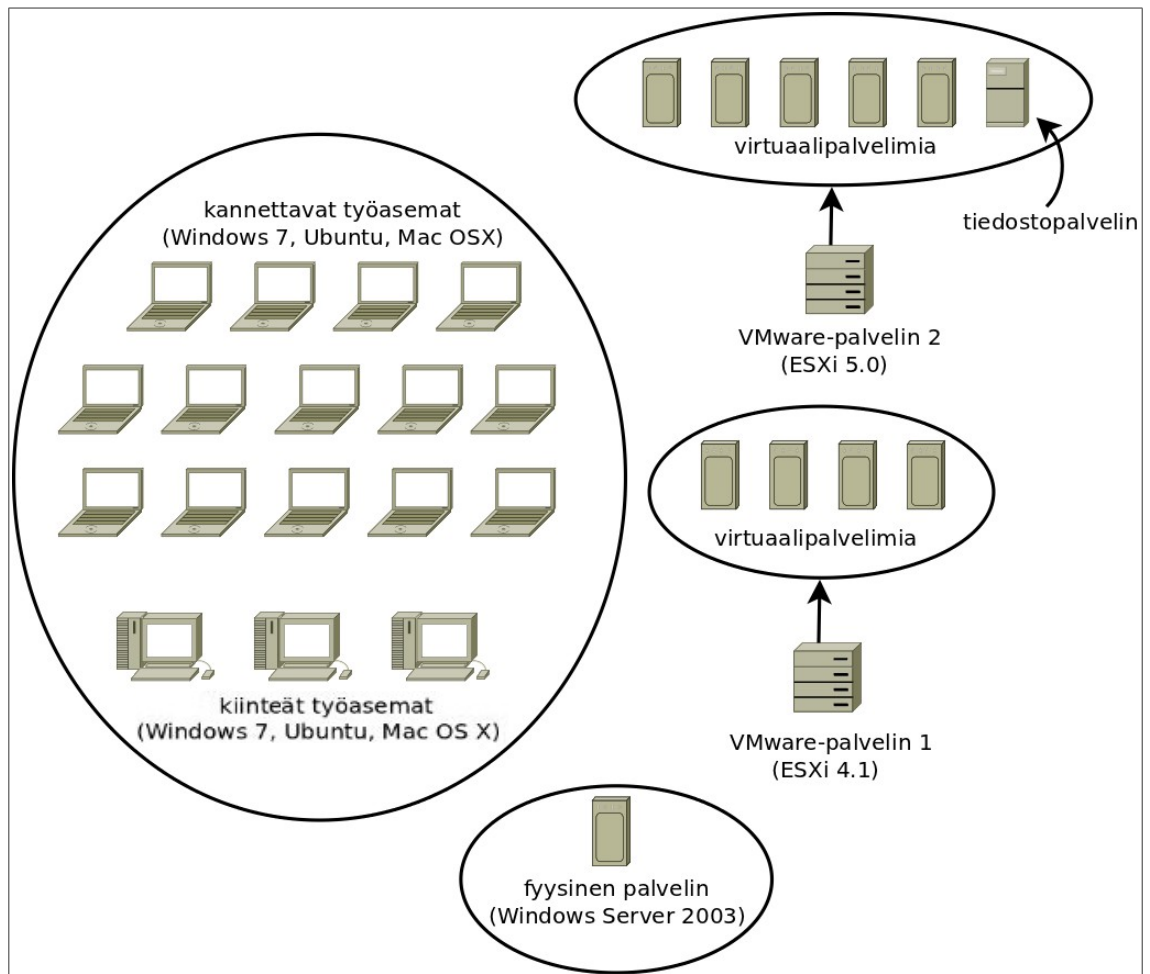 virtuaalipalvelimia
tiedostopalvelin
VMware-palvelin 2
(ESXi 5.0)
kannettavat työasemat
(Windows 7, Ubuntu, Mac OSX)
kiinteät työasemat
(Windows 7, Ubuntu, Mac OS X)
virtuaalipalvelimia
VMware-palvelin 1
(ESXi 4.1)
fyysinen palvelin
(Windows Server 2003)